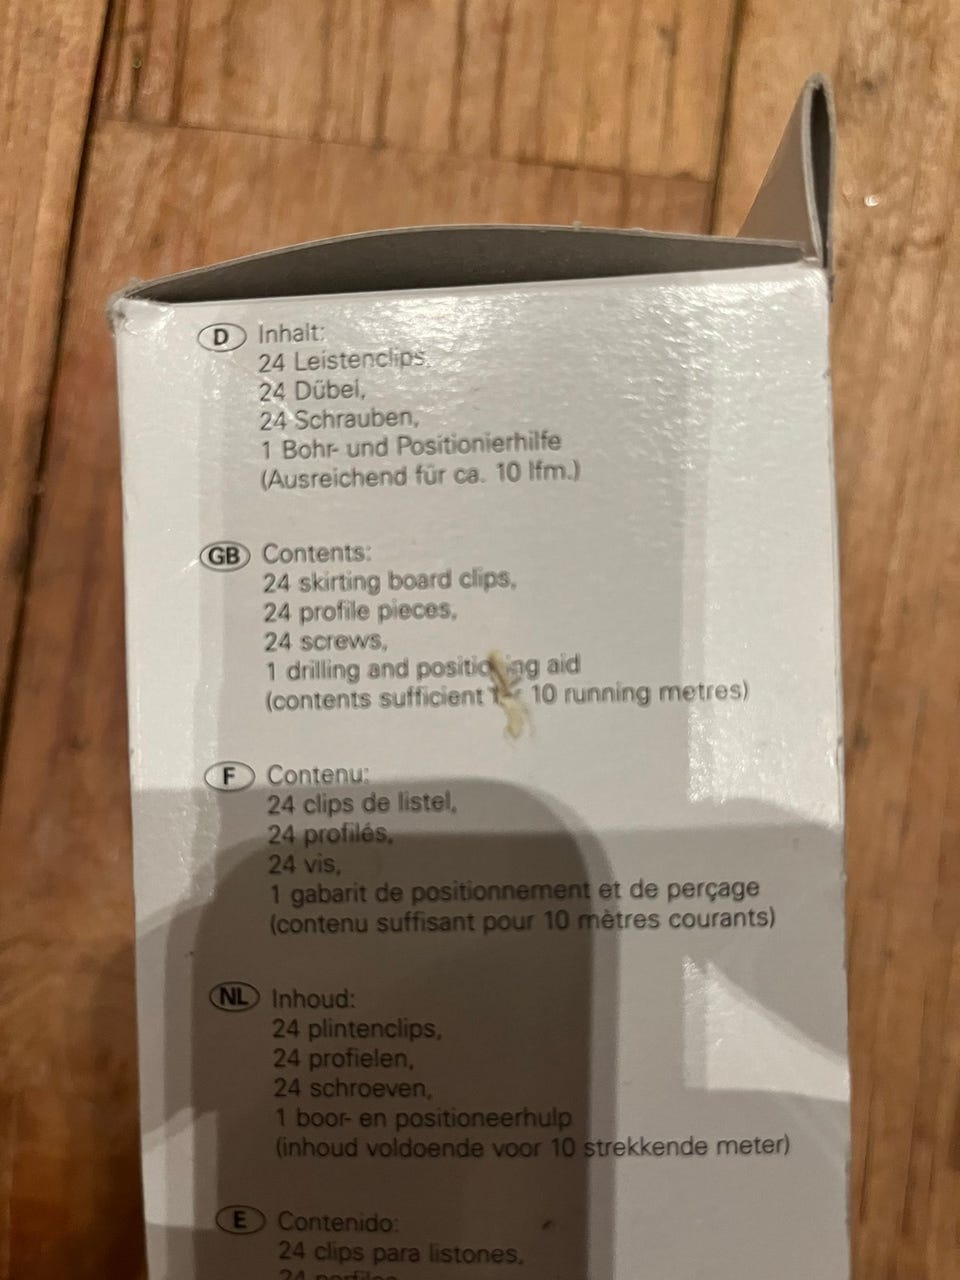 D Inhalt:
24 Leistenclips,
24 Dübel,
24 Schrauben,
1 Bohr- und Positionierhilfe
(Ausreichend für ca. 10 lfm.)
GB Contents:
24 skirting board clips,
24 profile pieces,
24 screws,
1 drilling and positioning aid
(contents sufficient 10 running metres)
F Contenu:
24 clips de listel,
24 profilés,
24 vis,
1 gabarit de positionnement et de perçage
(contenu suffisant pour 10 mètres courants)
NL Inhoud:
24 plintenclips,
24 profielen,
24 schroeven,
1 boor- en positioneerhulp
(inhoud voldoende voor 10 strekkende meter)
E Contenido:
24 clips para listones,
24